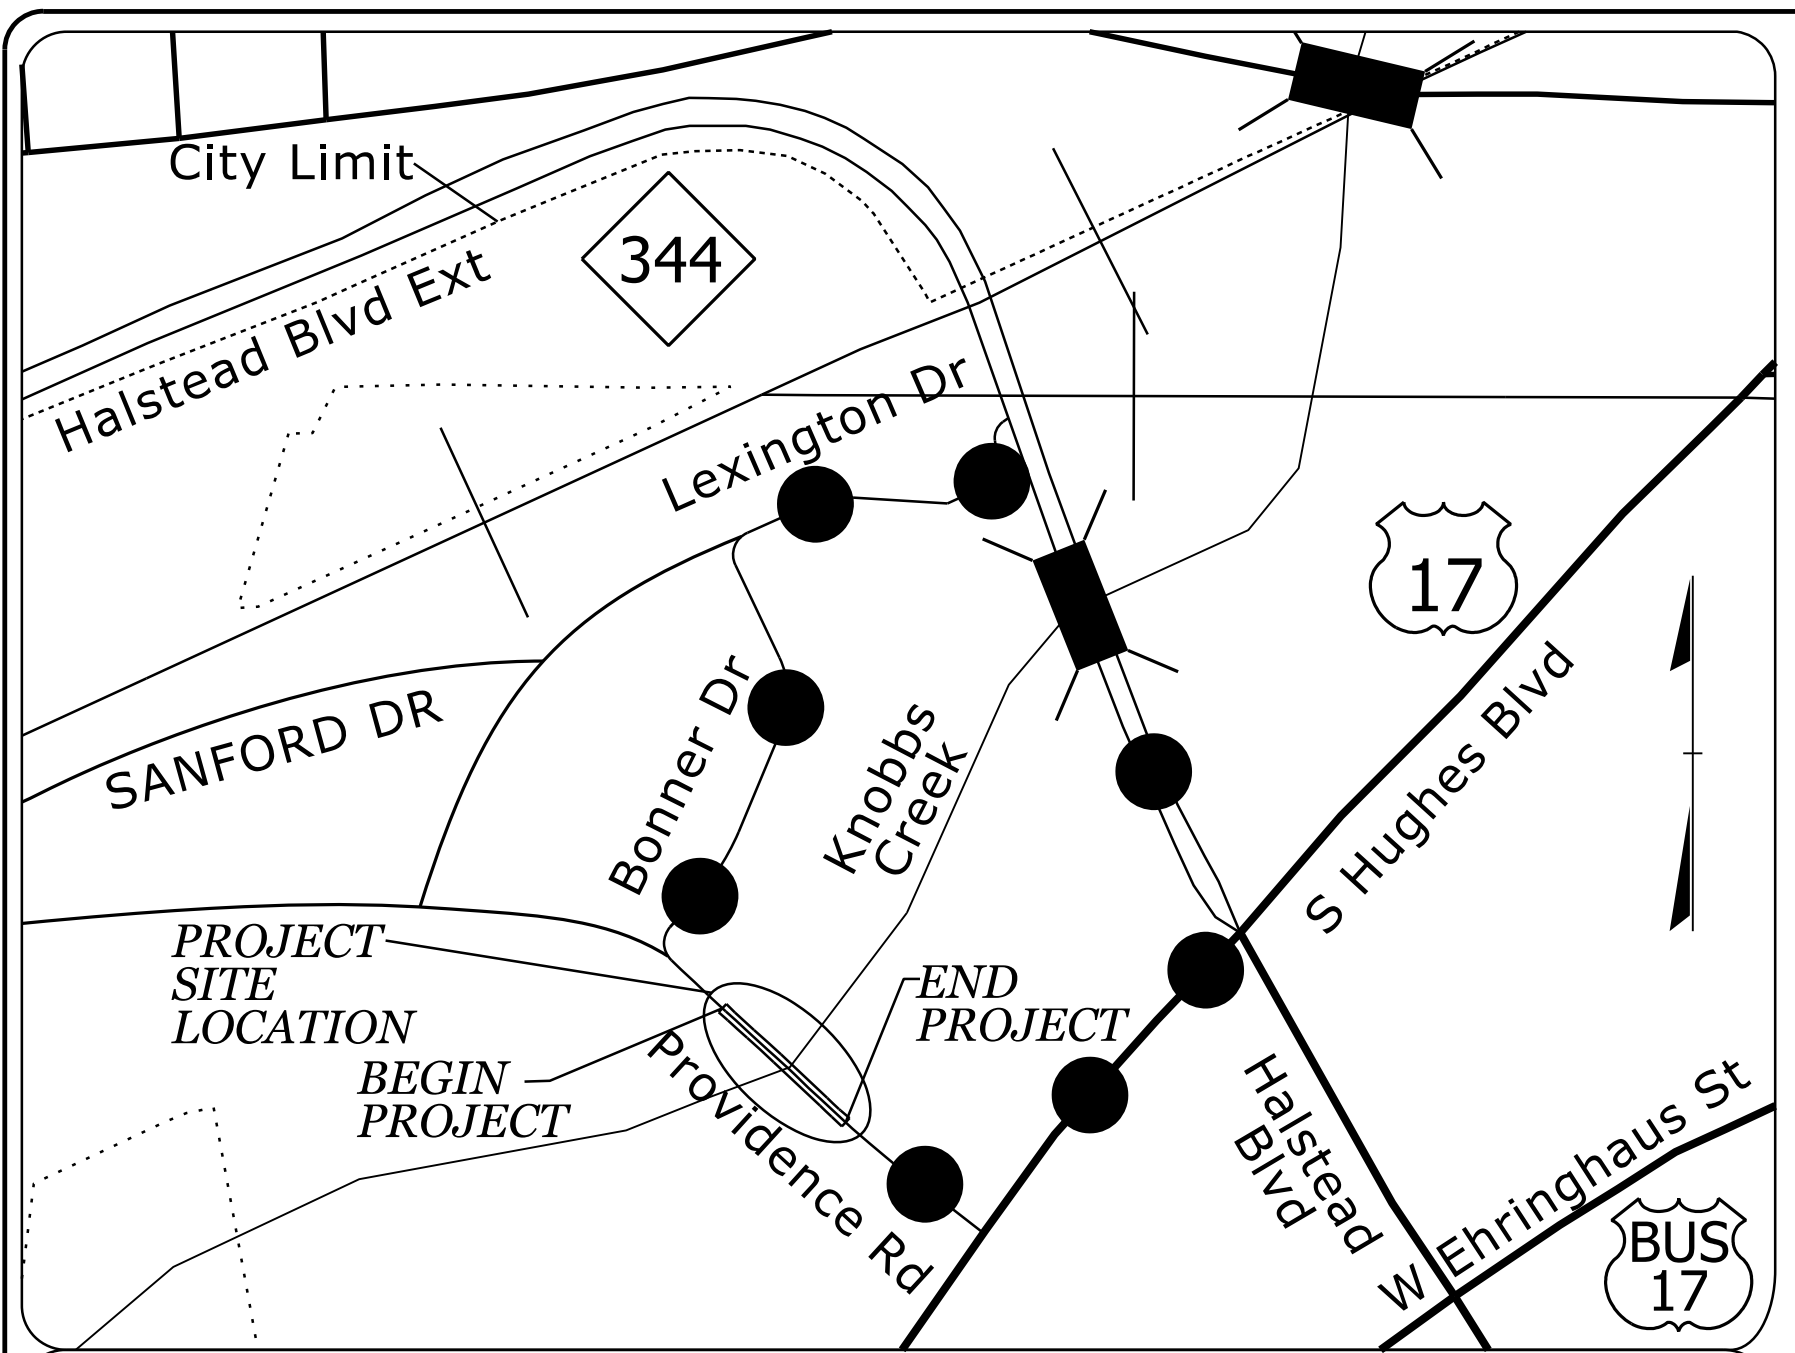 City Limit
344
Halstead Blvd Ext
Lexington Dr
17
SANFORD DR
Bonner Dr
Knobbs
Creek
S Hughes Blvd
PROJECT
SITE
LOCATION
END
PROJECT
BEGIN
PROJECT
Providence Rd
Halstead
Blvd
W Ehringhaus St
BUS
17